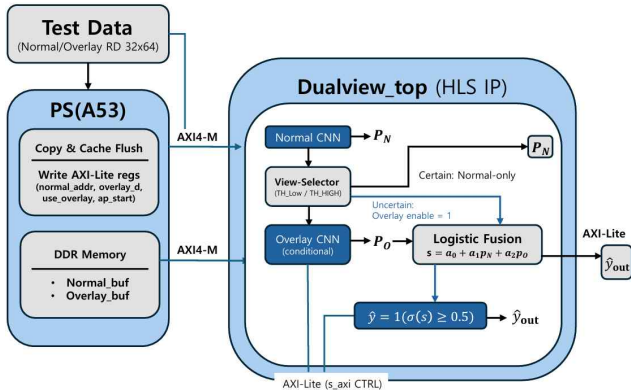 Test Data
(Normal/Overlay RD 32x64)
PS(A53)
Copy & Cache Flush
Write AXI-Lite regs
(normal_addr, overlay_d,
use_overlay, ap_start)
DDR Memory
• Normal_buf
• Overlay_buf
AXI4-M
AXI4-M
Dualview_top (HLS IP)
Normal CNN
P_N
View-Selector
(TH_Low / TH_HIGH)
P_N
Certain: Normal-only
Uncertain:
Overlay enable = 1
Overlay CNN
(conditional)
P_O
Logistic Fusion
s = a₀ + a₁p_N + a₂p_O
AXI-Lite
ŷ_out
ŷ = 1(σ(s) ≥ 0.5)
ŷ_out
AXI-Lite (s_axi CTRL)